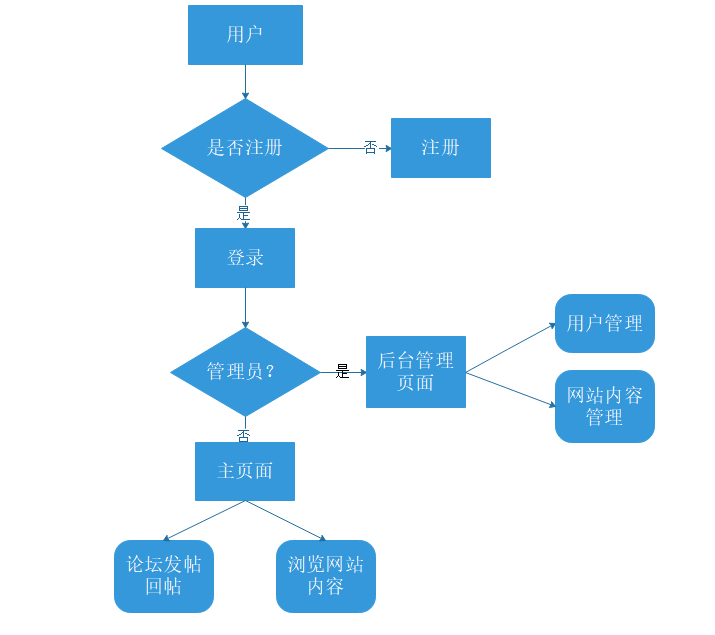 用户
是否注册
否
注册
是
登录
用户管理
管理员？
是
后台管理
页面
网站内容
管理
否
主页面
论坛发帖
回帖
浏览网站
内容